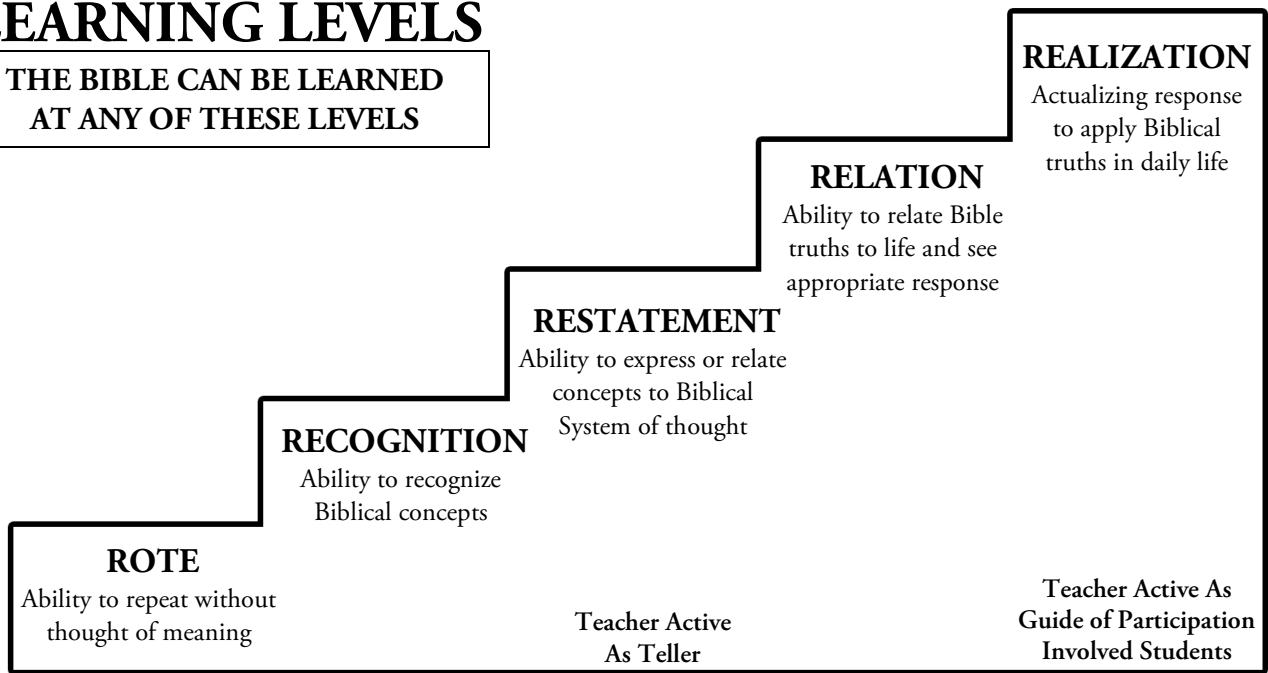 LEARNING LEVELS
THE BIBLE CAN BE LEARNED
AT ANY OF THESE LEVELS
REALIZATION
Actualizing response
to apply Biblical
truths in daily life
RELATION
Ability to relate Bible
truths to life and see
appropriate response
RESTATEMENT
Ability to express or relate
concepts to Biblical
System of thought
RECOGNITION
Ability to recognize
Biblical concepts
ROTE
Ability to repeat without
thought of meaning
Teacher Active
As Teller
Teacher Active As
Guide of Participation
Involved Students